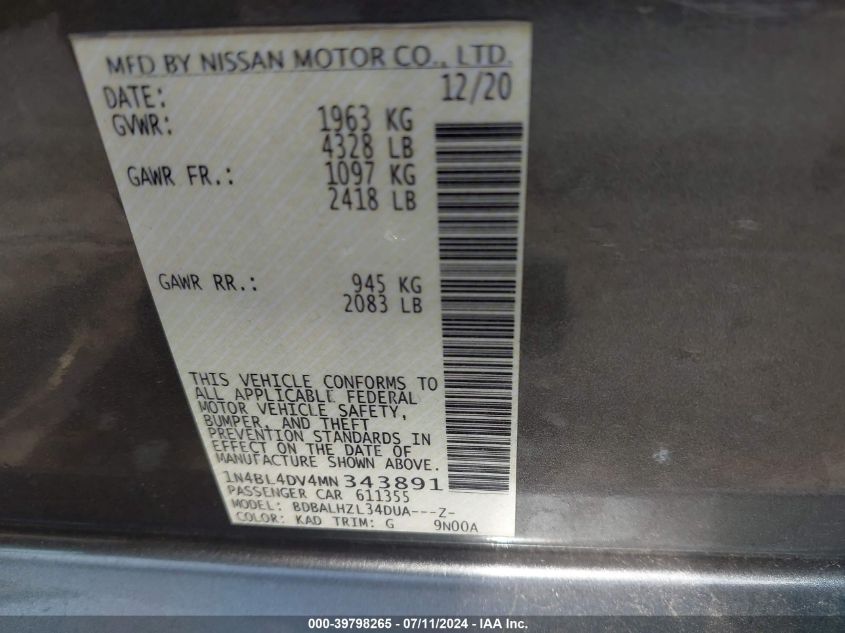 MFD BY NISSAN MOTOR CO., LTD.
DATE: 12/20
GVWR: 1963 KG
4328 LB
GAWR FR.: 1097 KG
2418 LB
GAWR RR.: 945 KG
2083 LB
THIS VEHICLE CONFORMS TO
ALL APPLICABLE FEDERAL
MOTOR VEHICLE SAFETY,
BUMPER, AND THEFT
PREVENTION STANDARDS IN
EFFECT ON THE DATE OF
MANUFACTURE SHOWN ABOVE.
1N4BL4DV4MN343891
PASSENGER CAR 611355
MODEL: BDBALHZL34DUA---Z-
COLOR: KAD TRIM: G 9N00A
000-39798265 - 07/11/2024 - IAA Inc.